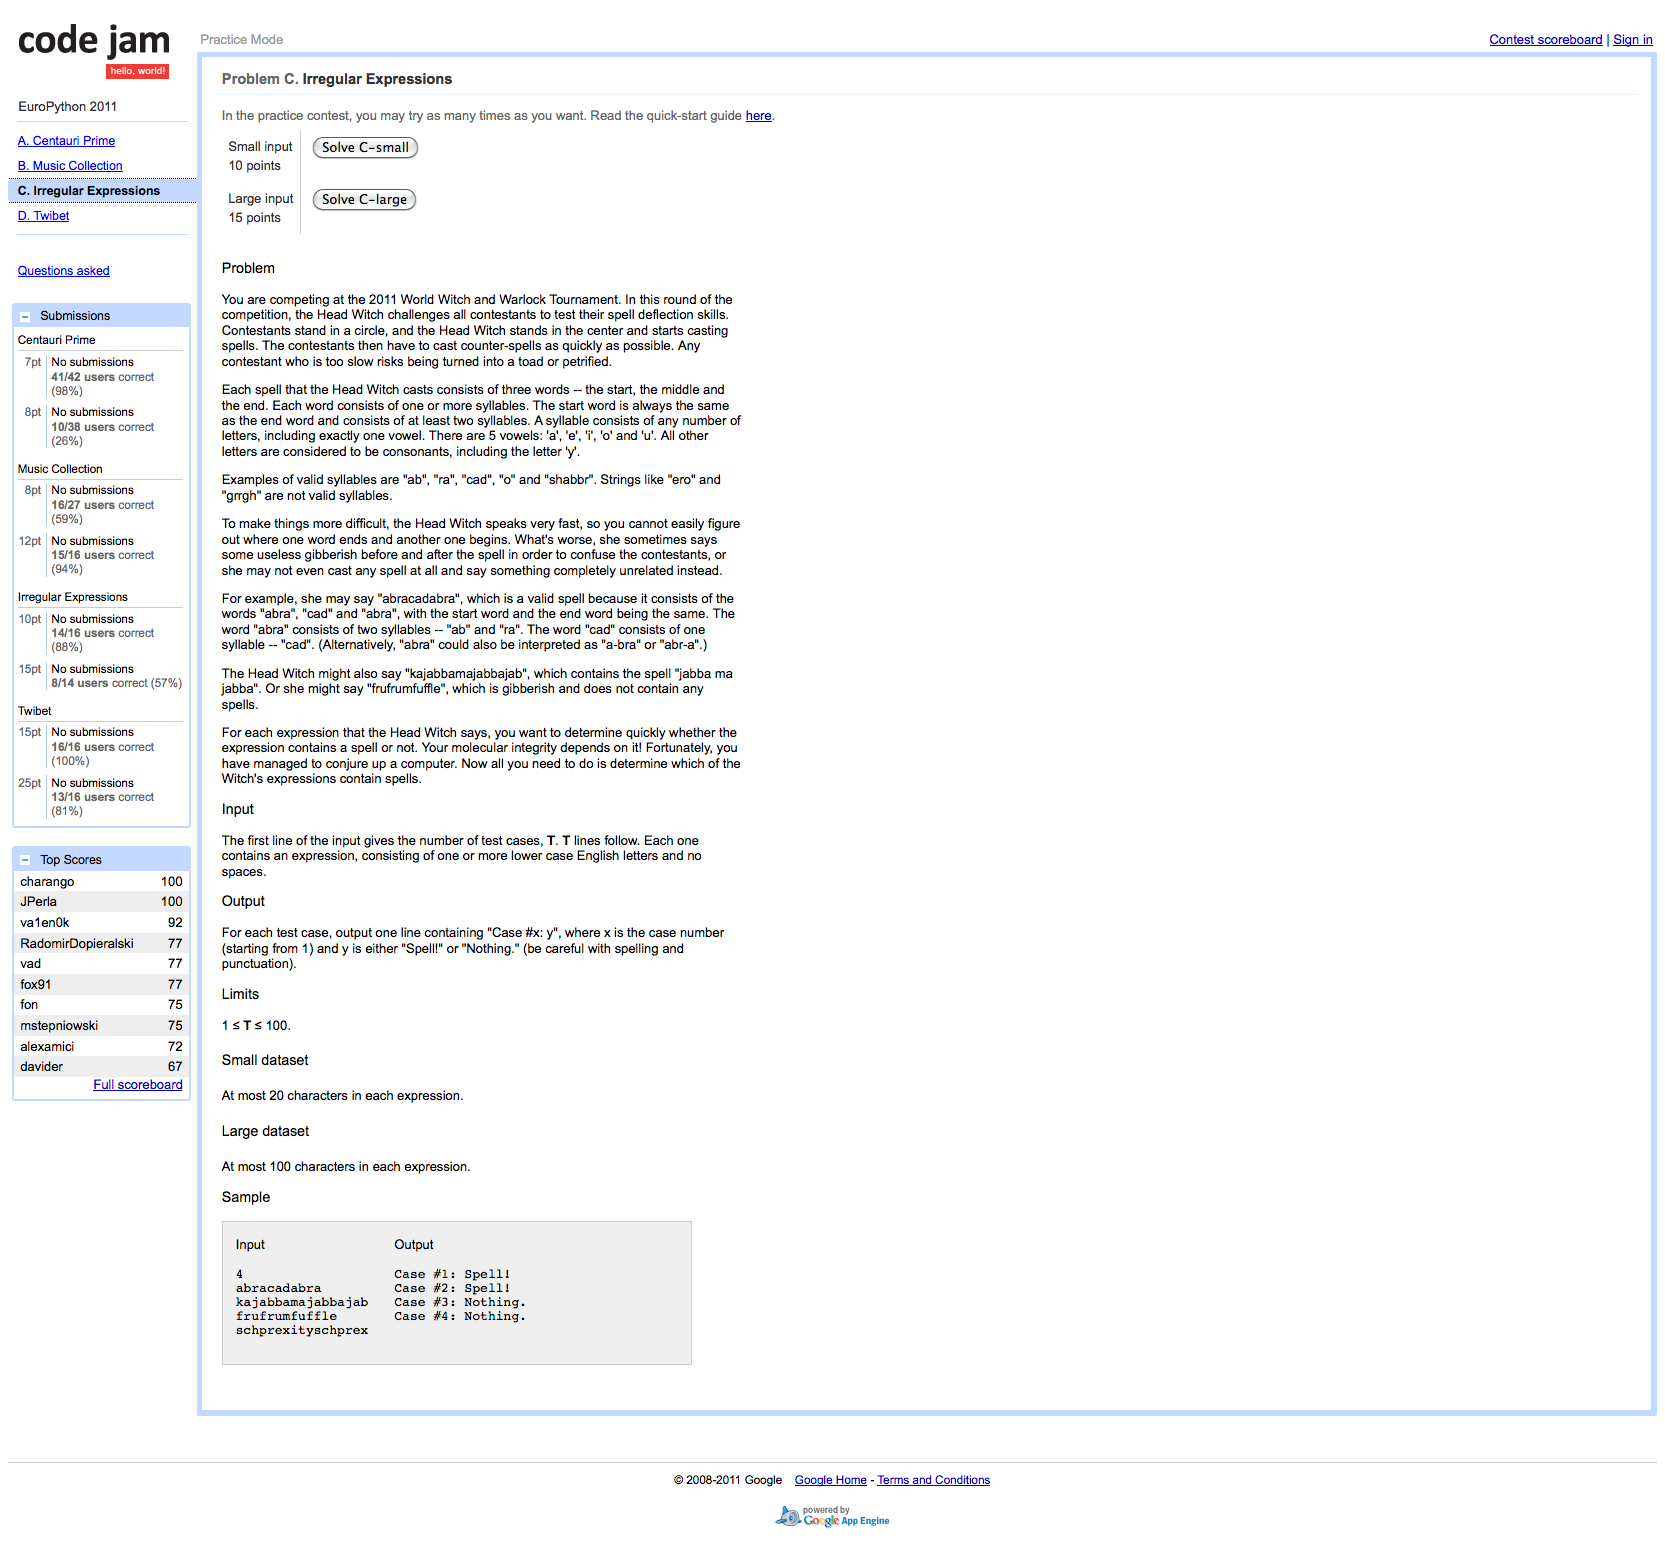 code jam
hello, world!
Practice Mode
Contest scoreboard | Sign in
EuroPython 2011
A. Centauri Prime
B. Music Collection
C. Irregular Expressions
D. Twibet
Questions asked
Submissions
Centauri Prime
7pt No submissions
41/42 users correct
(98%)
8pt No submissions
10/38 users correct
(26%)
Music Collection
8pt No submissions
16/27 users correct
(59%)
12pt No submissions
15/16 users correct
(94%)
Irregular Expressions
10pt No submissions
14/16 users correct
(88%)
15pt No submissions
8/14 users correct (57%)
Twibet
15pt No submissions
16/16 users correct
(100%)
25pt No submissions
13/16 users correct
(81%)
Top Scores
charango 100
JPerla 100
va1en0k 92
RadomirDopieralski 77
vad 77
fox91 77
fon 75
mstepniowski 75
alexamici 72
davider 67
Full scoreboard
Problem C. Irregular Expressions
In the practice contest, you may try as many times as you want. Read the quick-start guide here.
Small input
10 points
Solve C-small
Large input
15 points
Solve C-large
Problem
You are competing at the 2011 World Witch and Warlock Tournament. In this round of the
competition, the Head Witch challenges all contestants to test their spell deflection skills.
Contestants stand in a circle, and the Head Witch stands in the center and starts casting
spells. The contestants then have to cast counter-spells as quickly as possible. Any
contestant who is too slow risks being turned into a toad or petrified.
Each spell that the Head Witch casts consists of three words -- the start, the middle and
the end. Each word consists of one or more syllables. The start word is always the same
as the end word and consists of at least two syllables. A syllable consists of any number of
letters, including exactly one vowel. There are 5 vowels: 'a', 'e', 'i', 'o' and 'u'. All other
letters are considered to be consonants, including the letter 'y'.
Examples of valid syllables are "ab", "ra", "cad", "o" and "shabbr". Strings like "ero" and
"grrgh" are not valid syllables.
To make things more difficult, the Head Witch speaks very fast, so you cannot easily figure
out where one word ends and another one begins. What's worse, she sometimes says
some useless gibberish before and after the spell in order to confuse the contestants, or
she may not even cast any spell at all and say something completely unrelated instead.
For example, she may say "abracadabra", which is a valid spell because it consists of the
words "abra", "cad" and "abra", with the start word and the end word being the same. The
word "abra" consists of two syllables -- "ab" and "ra". The word "cad" consists of one
syllable -- "cad". (Alternatively, "abra" could also be interpreted as "a-bra" or "abr-a".)
The Head Witch might also say "kajabbamajabbajab", which contains the spell "jabba ma
jabba". Or she might say "frufrumfuffle", which is gibberish and does not contain any
spells.
For each expression that the Head Witch says, you want to determine quickly whether the
expression contains a spell or not. Your molecular integrity depends on it! Fortunately, you
have managed to conjure up a computer. Now all you need to do is determine which of the
Witch's expressions contain spells.
Input
The first line of the input gives the number of test cases, T. T lines follow. Each one
contains an expression, consisting of one or more lower case English letters and no
spaces.
Output
For each test case, output one line containing "Case #x: y", where x is the case number
(starting from 1) and y is either "Spell!" or "Nothing." (be careful with spelling and
punctuation).
Limits
1 ≤ T ≤ 100.
Small dataset
At most 20 characters in each expression.
Large dataset
At most 100 characters in each expression.
Sample
Input
4
abracadabra
kajabbamajabbajab
frufrumfuffle
schprexityschprex
Output
Case #1: Spell!
Case #2: Spell!
Case #3: Nothing.
Case #4: Nothing.
© 2008-2011 Google Google Home - Terms and Conditions
powered by
Google App Engine